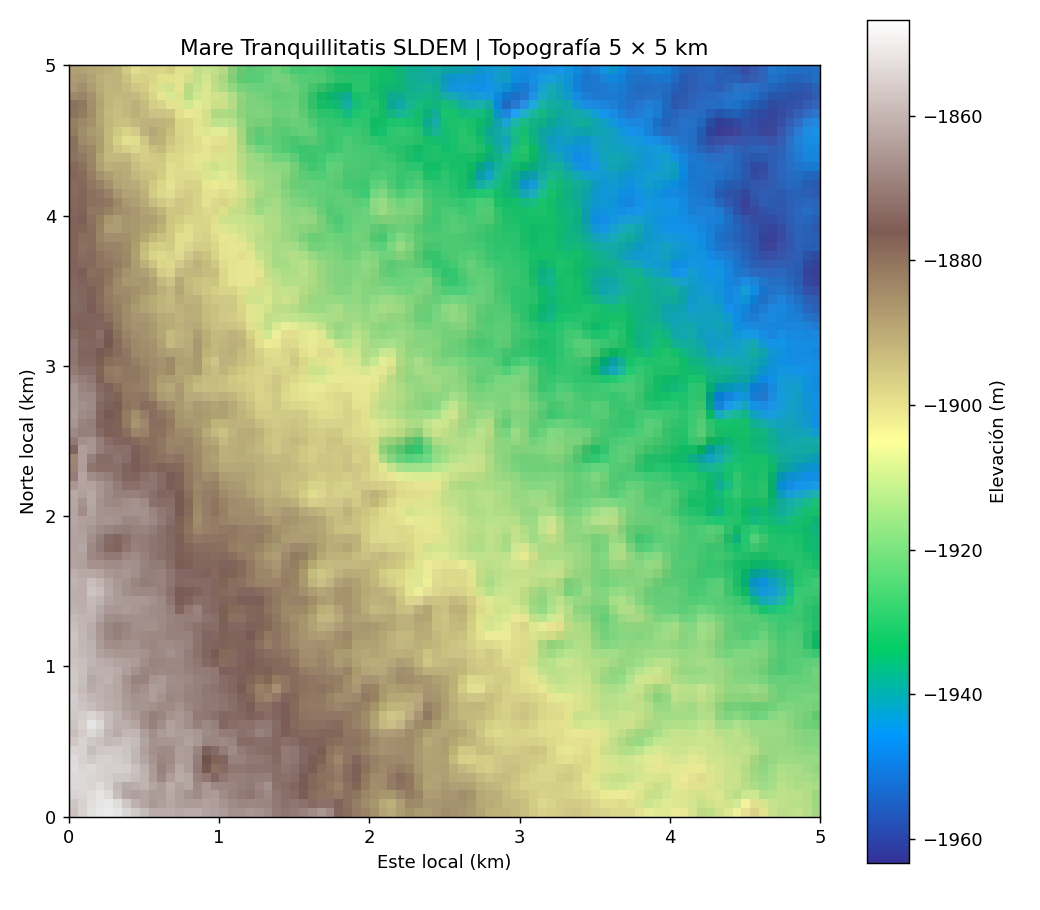 Mare Tranquillitatis SLDEM | Topografía 5 × 5 km
5
4
3
2
1
0
Norte local (km)
0 1 2 3 4 5
Este local (km)
−1860
−1880
−1900
−1920
−1940
−1960
Elevación (m)